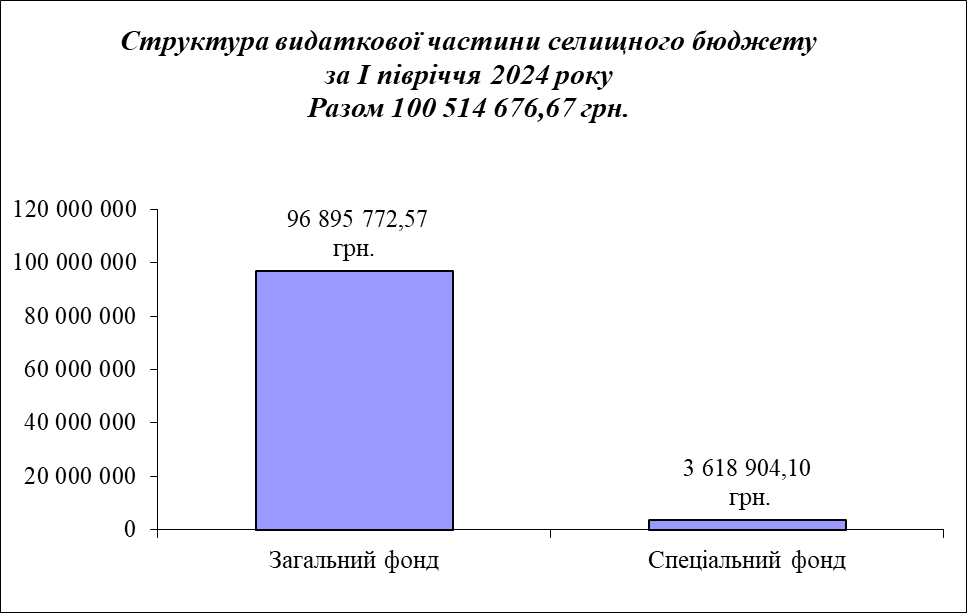 Структура видаткової частини селищного бюджету
за І півріччя 2024 року
Разом 100 514 676,67 грн.
120 000 000
100 000 000
80 000 000
60 000 000
40 000 000
20 000 000
0
96 895 772,57
грн.
3 618 904,10
грн.
Загальний фонд
Спеціальний фонд